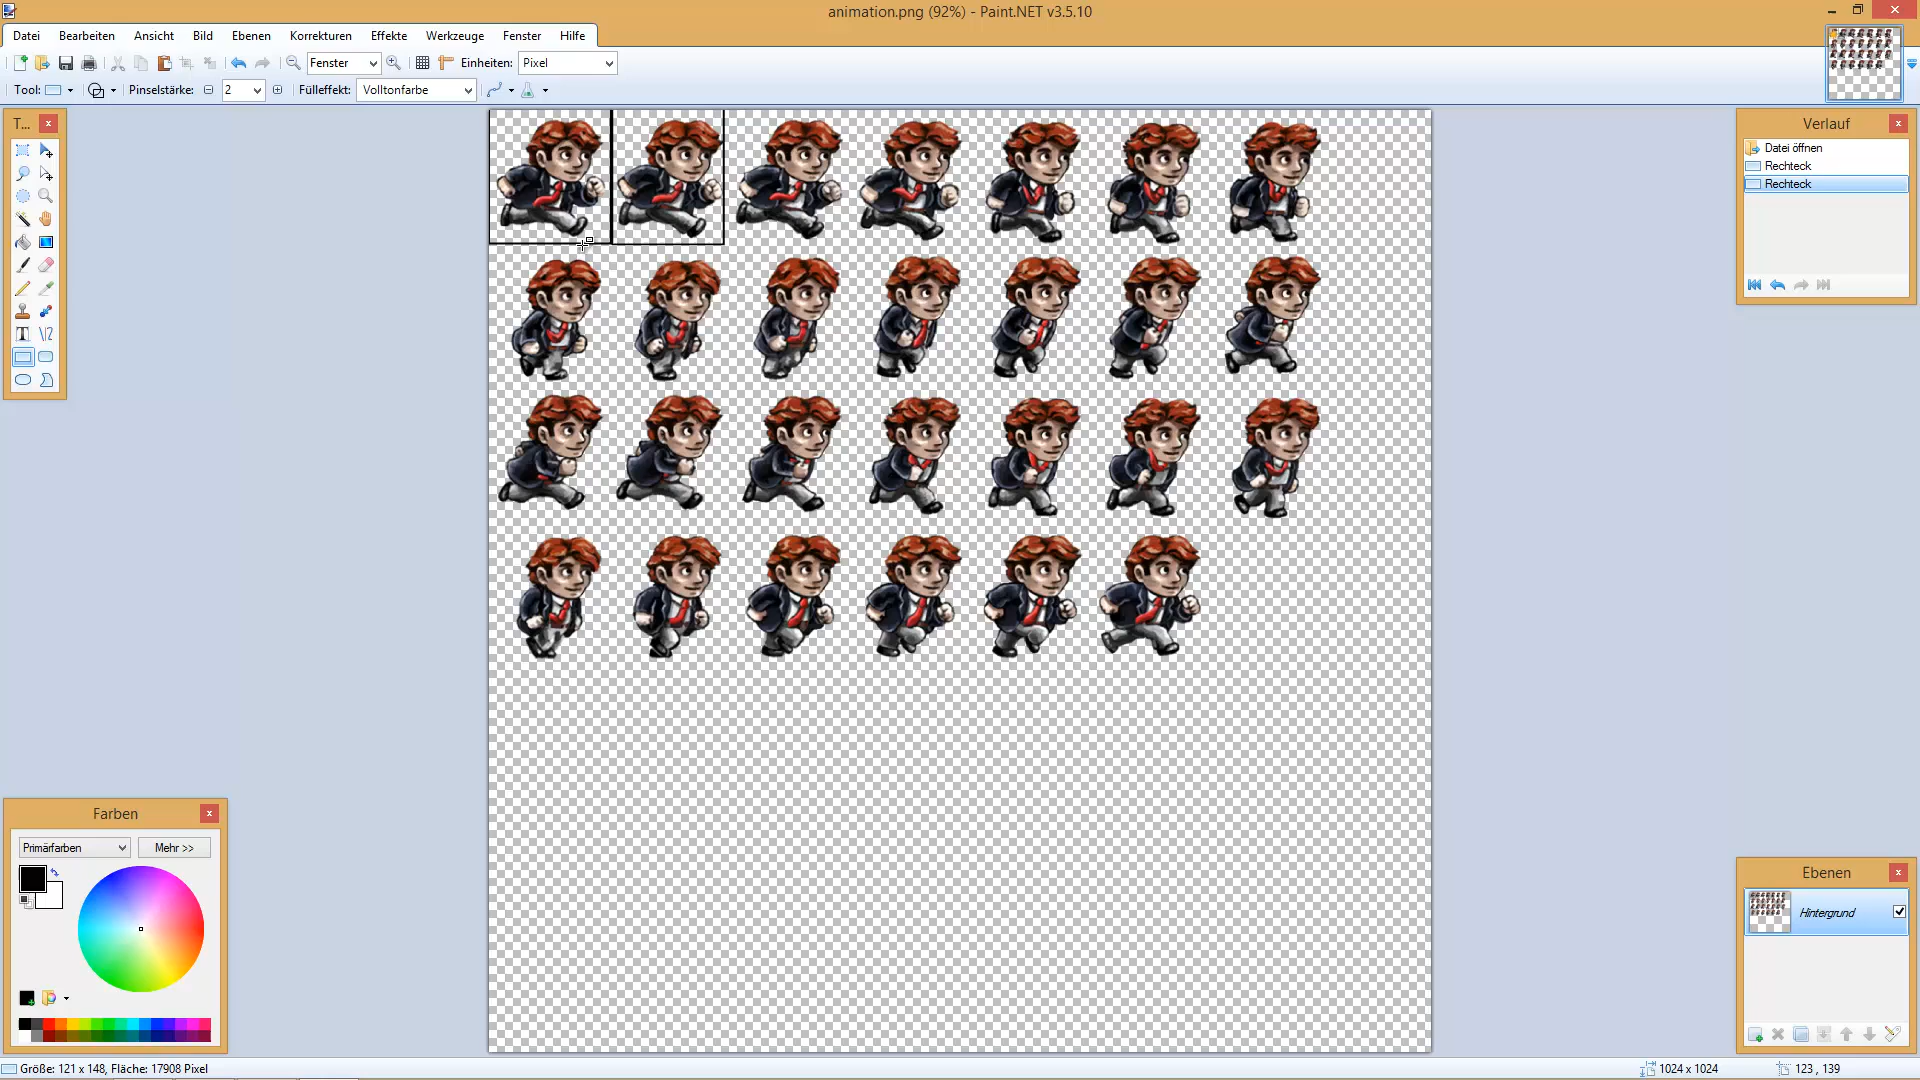 animation.png (92%) - Paint.NET v3.5.10
Datei Bearbeiten Ansicht Bild Ebenen Korrekturen Effekte Werkzeuge Fenster Hilfe
Fenster Einheiten: Pixel
Tool: Pinselstärke: 2 Fülleffekt: Volltonfarbe
T...
Verlauf
Datei öffnen
Rechteck
Rechteck
Farben
Primärfarben Mehr >>
Ebenen
Hintergrund
Größe: 121 x 148, Fläche: 17908 Pixel 1024 x 1024 123 , 139